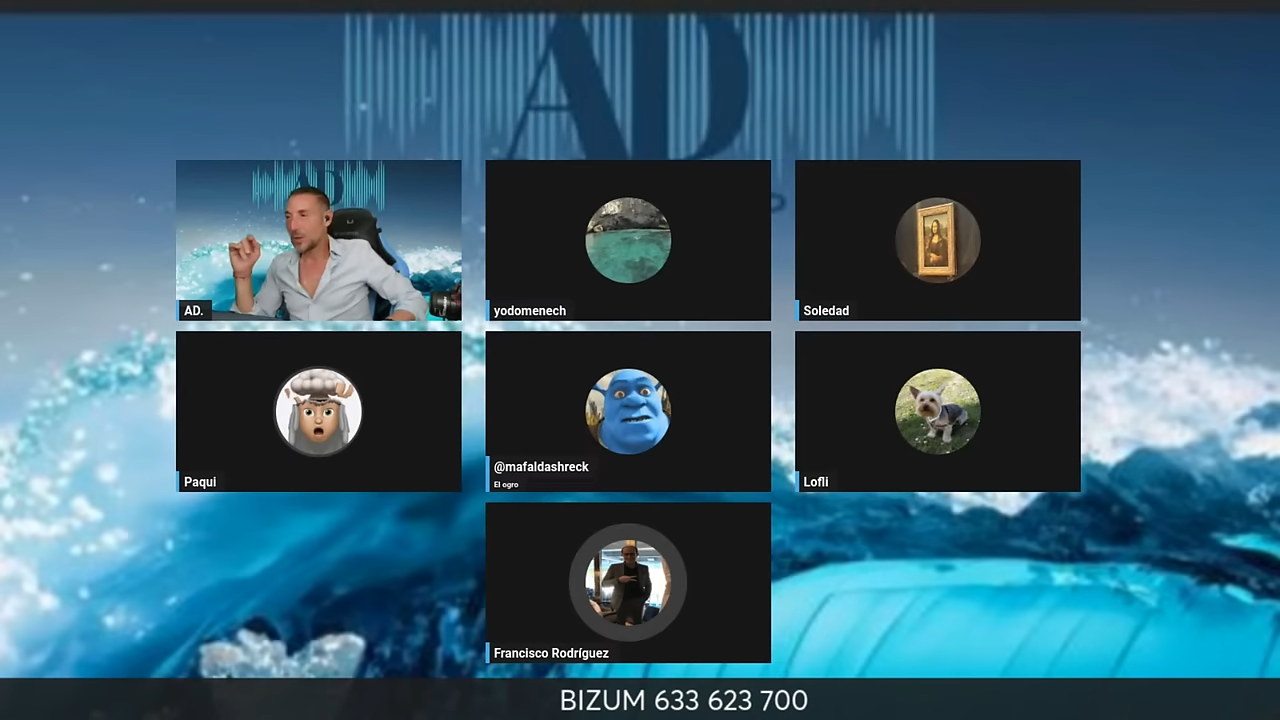 AD
AD.
yodomenech
Soledad
Paqui
@mafaldashreck
El ogro
Lofli
Francisco Rodríguez
BIZUM 633 623 700